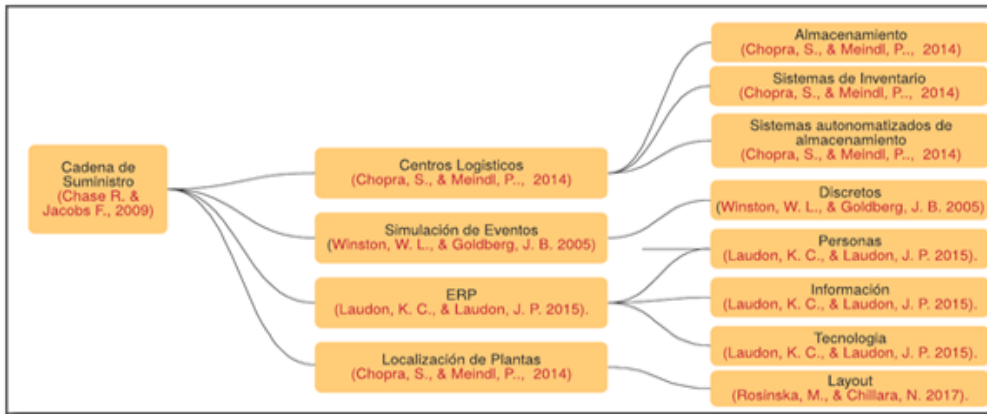 Cadena de
Suministro
(Chase R. &
Jacobs F., 2009)
Centros Logísticos
(Chopra, S., & Meindl, P.., 2014)
Simulación de Eventos
(Winston, W. L., & Goldberg, J. B. 2005)
ERP
(Laudon, K. C., & Laudon, J. P. 2015).
Localización de Plantas
(Chopra, S., & Meindl, P.., 2014)
Almacenamiento
(Chopra, S., & Meindl, P.., 2014)
Sistemas de Inventario
(Chopra, S., & Meindl, P.., 2014)
Sistemas autonomatizados de
almacenamiento
(Chopra, S., & Meindl, P.., 2014)
Discretos
(Winston, W. L., & Goldberg, J. B. 2005)
Personas
(Laudon, K. C., & Laudon, J. P. 2015).
Información
(Laudon, K. C., & Laudon, J. P. 2015).
Tecnología
(Laudon, K. C., & Laudon, J. P. 2015).
Layout
(Rosinska, M., & Chillara, N. 2017).